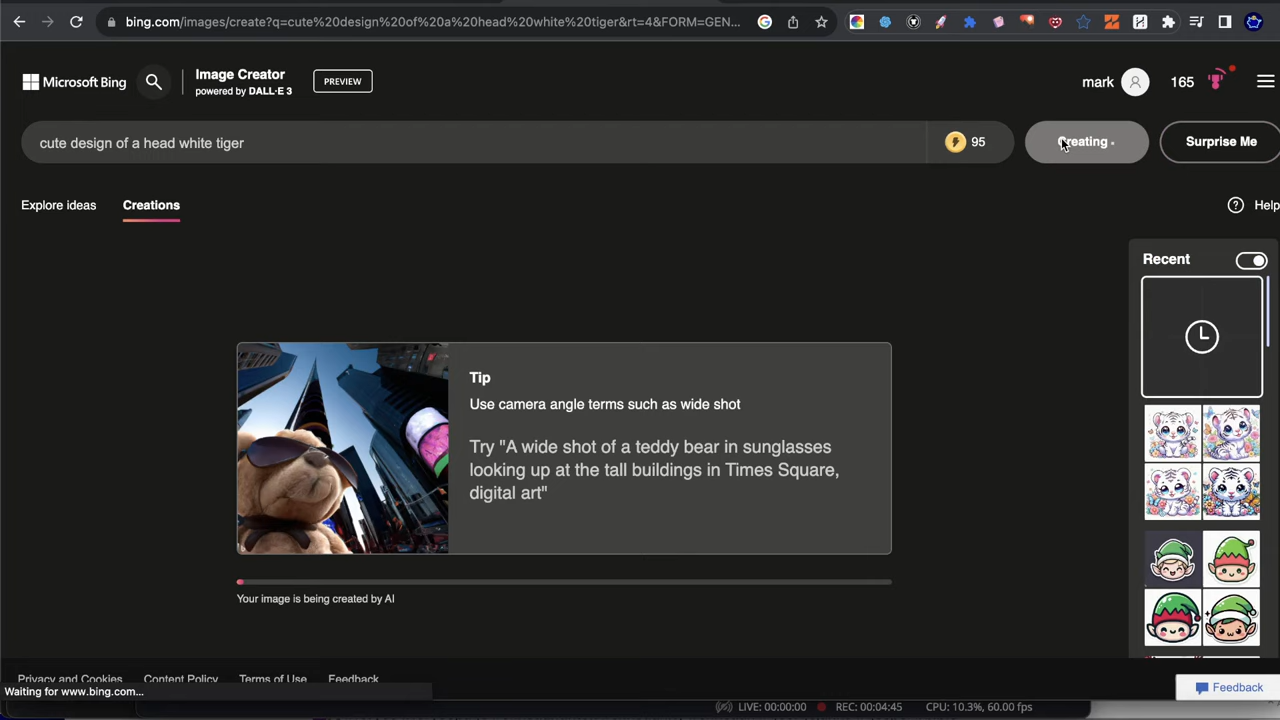 bing.com/images/create?q=cute%20design%20of%20a%20head%20white%20tiger&rt=4&FORM=GEN...
Microsoft Bing
Image Creator
powered by DALL·E 3
PREVIEW
mark
165
cute design of a head white tiger
95
Creating
Surprise Me
Explore ideas
Creations
Help
Recent
Tip
Use camera angle terms such as wide shot
Try "A wide shot of a teddy bear in sunglasses
looking up at the tall buildings in Times Square,
digital art"
Your image is being created by AI
Privacy and Cookies
Content Policy
Terms of Use
Feedback
Waiting for www.bing.com...
Feedback
LIVE: 00:00:00
REC: 00:04:45
CPU: 10.3%, 60.00 fps